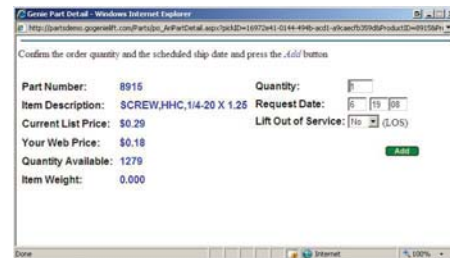 Genie Part Detail - Windows Internet Explorer
Confirm the order quantity and the scheduled ship date and press the Add button
Part Number: 8915
Quantity: 1
Item Description: SCREW,HHC,1/4-20 X 1.25
Request Date: 6 19 08
Current List Price: $0.29
Lift Out of Service: No (LOS)
Your Web Price: $0.18
Add
Quantity Available: 1279
Item Weight: 0.000
Done
Internet
100%